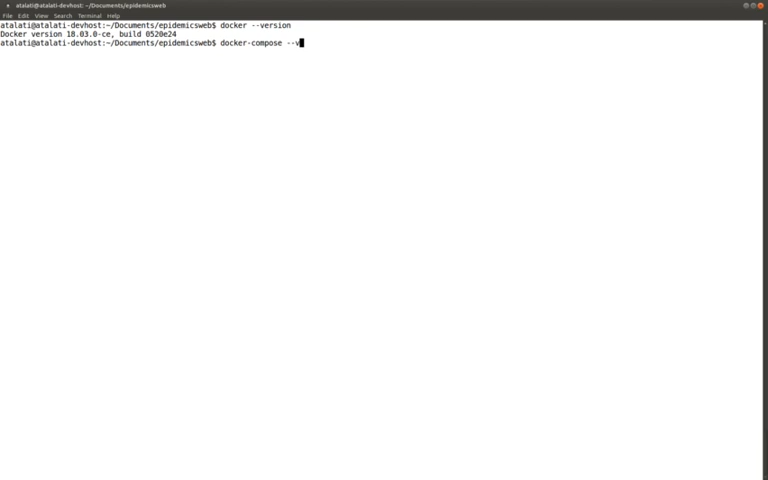 atalati@atalati-devhost: ~/Documents/epidemicsweb
File Edit View Search Terminal Help
atalati@atalati-devhost:~/Documents/epidemicsweb$ docker --version
Docker version 18.03.0-ce, build 0520e24
atalati@atalati-devhost:~/Documents/epidemicsweb$ docker-compose --v